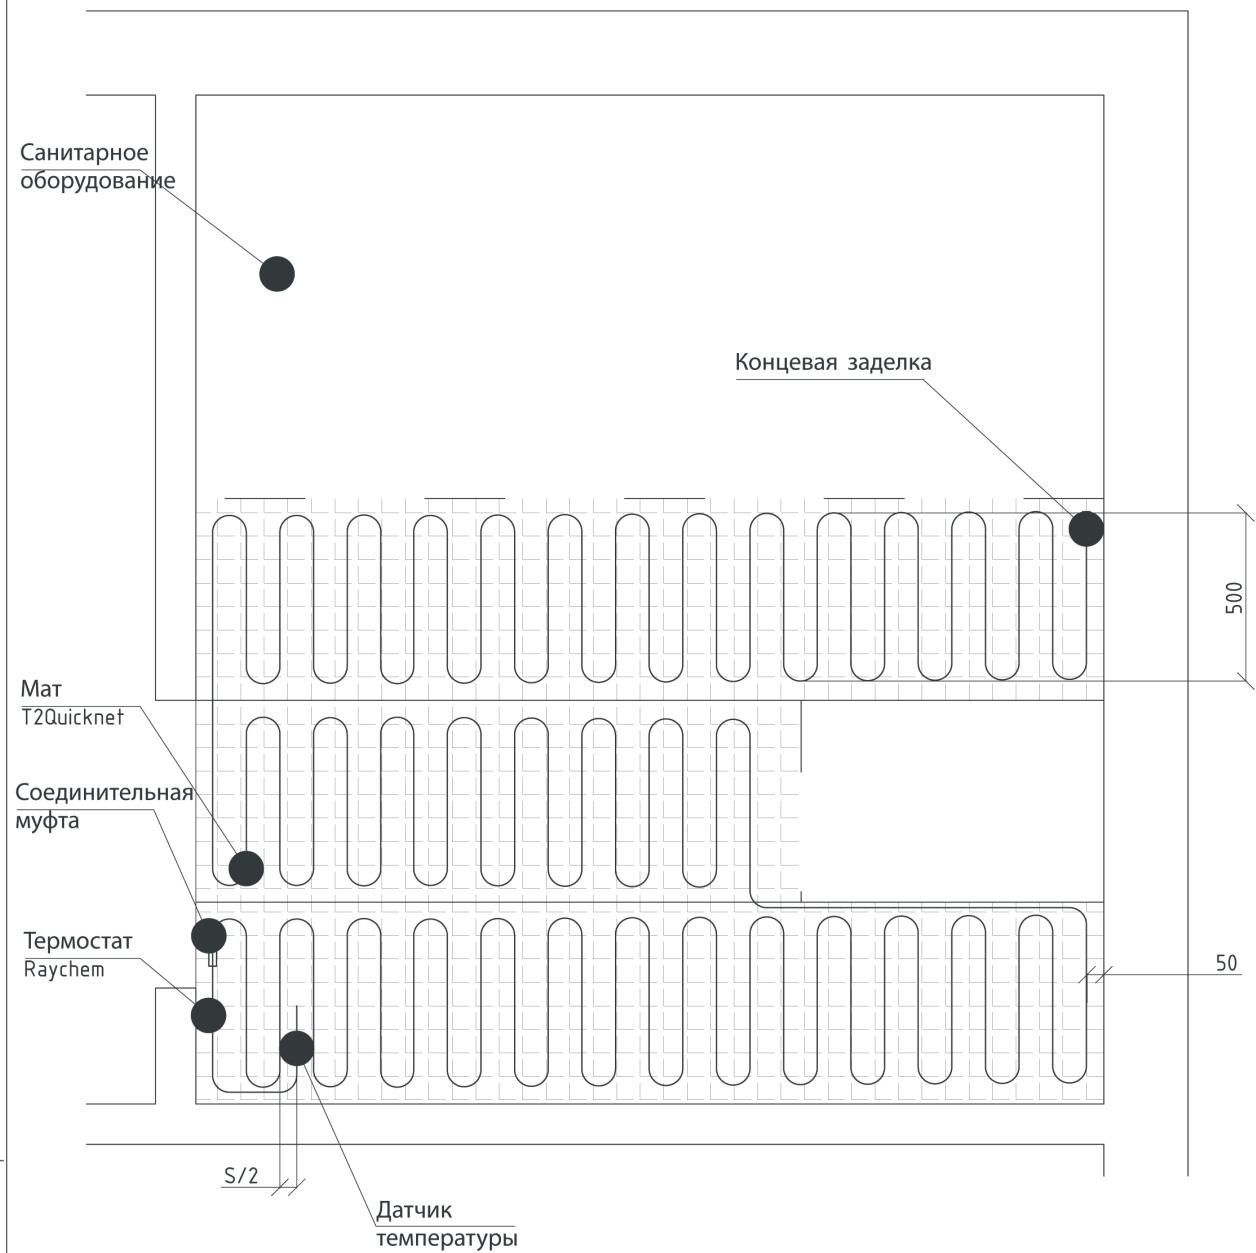 Санитарное
оборудование
Концевая заделка
500
Мат
T2Quicknet
Соединительная
муфта
Термостат
Raychem
50
S/2
Датчик
температуры